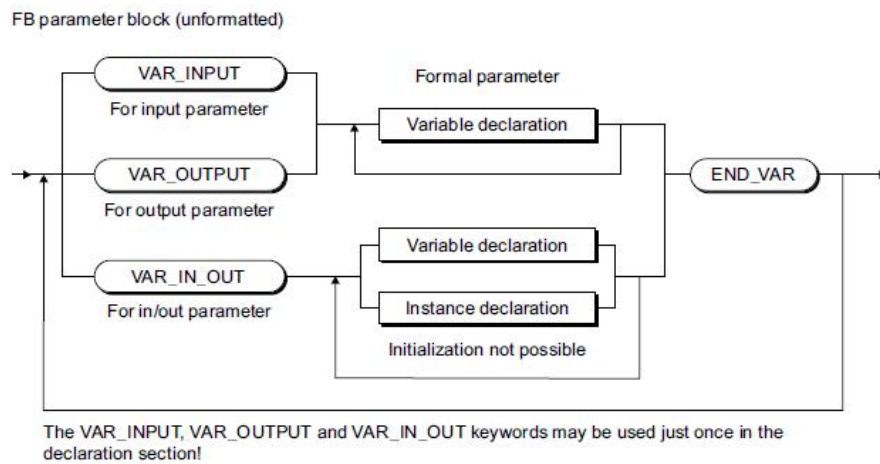 FB parameter block (unformatted)
VAR_INPUT
For input parameter
Formal parameter
Variable declaration
VAR_OUTPUT
For output parameter
END_VAR
VAR_IN_OUT
For in/out parameter
Variable declaration
Instance declaration
Initialization not possible
The VAR_INPUT, VAR_OUTPUT and VAR_IN_OUT keywords may be used just once in the
declaration section!